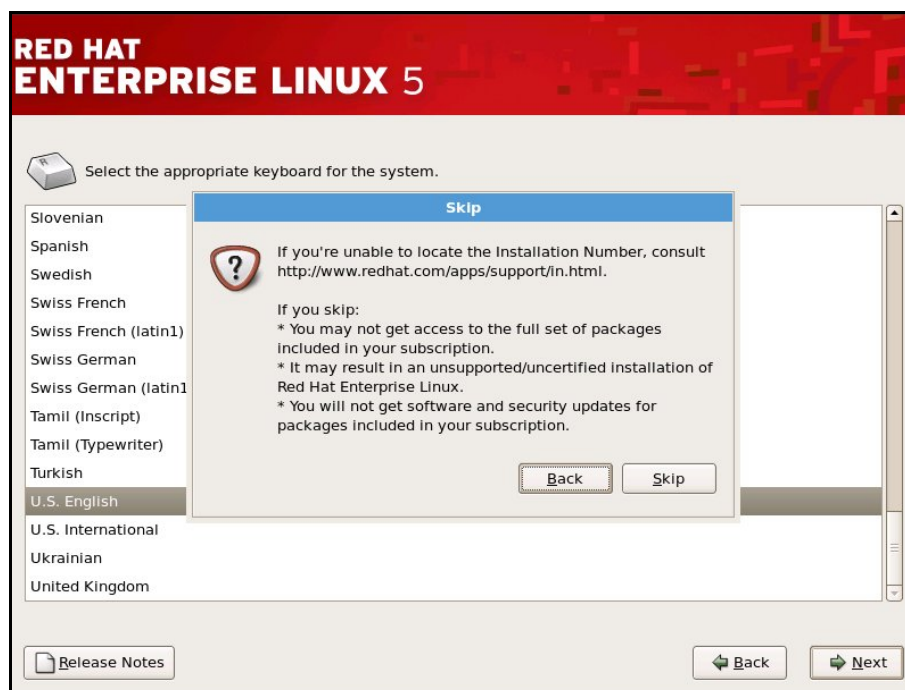 RED HAT
ENTERPRISE LINUX 5
Select the appropriate keyboard for the system.
Slovenian
Spanish
Swedish
Swiss French
Swiss French (latin1)
Swiss German
Swiss German (latin1
Tamil (Inscript)
Tamil (Typewriter)
Turkish
U.S. English
U.S. International
Ukrainian
United Kingdom
Skip
If you're unable to locate the Installation Number, consult
http://www.redhat.com/apps/support/in.html.
If you skip:
* You may not get access to the full set of packages
included in your subscription.
* It may result in an unsupported/uncertified installation of
Red Hat Enterprise Linux.
* You will not get software and security updates for
packages included in your subscription.
Back
Skip
Release Notes
Back
Next